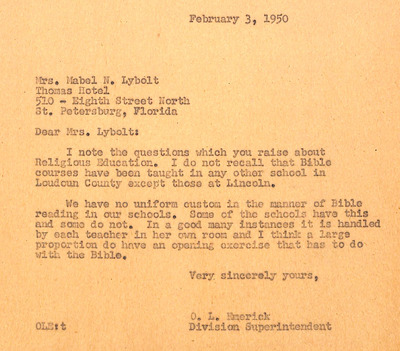 February 3, 1950
Mrs. Mabel N. Lybolt
Thomas Hotel
510 - Eighth Street North
St. Petersburg, Florida
Dear Mrs. Lybolt:
I note the questions which you raise about
Religious Education. I do not recall that Bible
courses have been taught in any other school in
Loudoun County except those at Lincoln.
We have no uniform custom in the manner of Bible
reading in our schools. Some of the schools have this
and some do not. In a good many instances it is handled
by each teacher in her own room and I think a large
proportion do have an opening exercise that has to do
with the Bible.
Very sincerely yours,
O. L. Emerick
OLE:t Division Superintendent